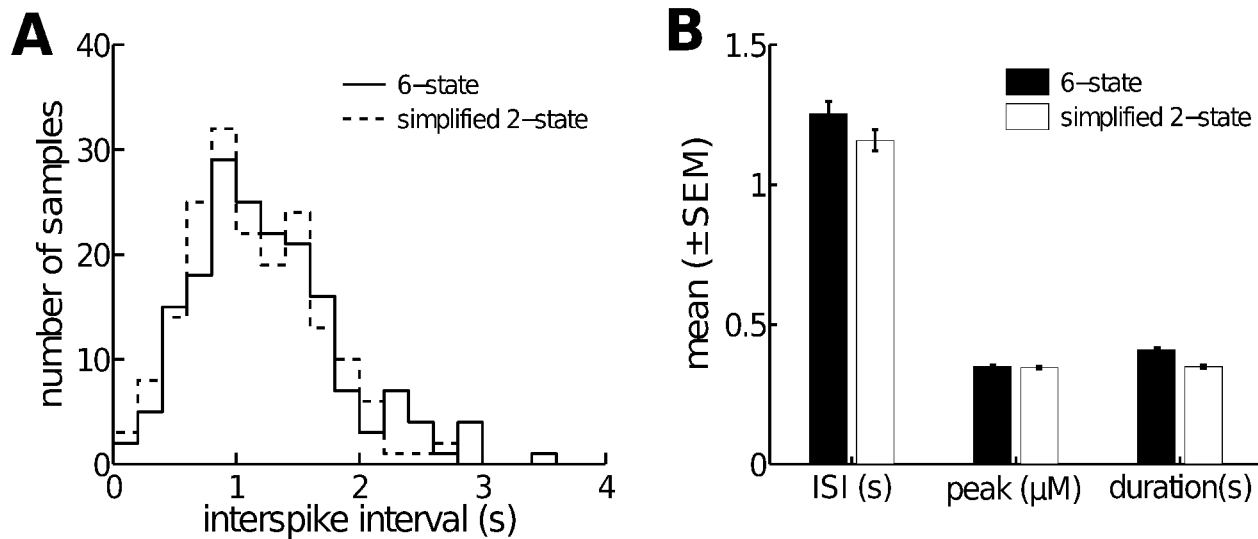 A
number of samples
40
30
20
10
0
6−state
simplified 2−state
0 1 2 3 4
interspike interval (s)
B
mean (±SEM)
1.5
1
0.5
0
6−state
simplified 2−state
ISI (s) peak (μM) duration(s)